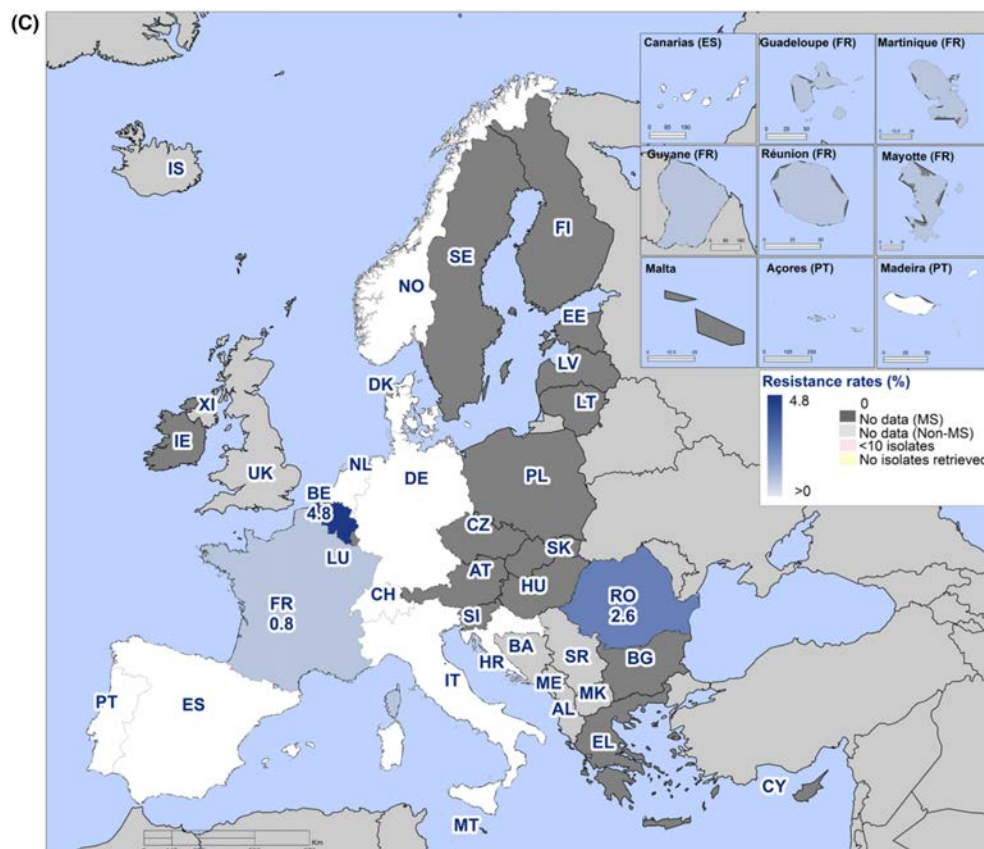 (C)
Canarias (ES)
Guadeloupe (FR)
Martinique (FR)
Guyane (FR)
Réunion (FR)
Mayotte (FR)
Malta
Açores (PT)
Madeira (PT)
Resistance rates (%)
4.8
>0
0
No data (MS)
No data (Non-MS)
<10 isolates
No isolates retrieved
IS
NO
SE
FI
EE
LV
LT
DK
XI
IE
UK
NL
BE
4.8
LU
DE
PL
CZ
SK
AT
HU
CH
SI
FR
0.8
RO
2.6
HR
BA
SR
BG
ME
MK
AL
IT
EL
PT
ES
MT
CY
Km